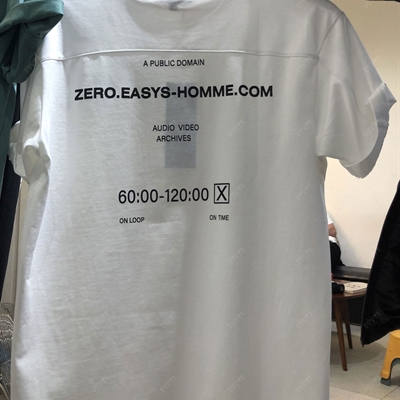 A PUBLIC DOMAIN
ZERO.EASYS-HOMME.COM
AUDIO VIDEO
ARCHIVES
60:00-120:00 X
ON LOOP ON TIME